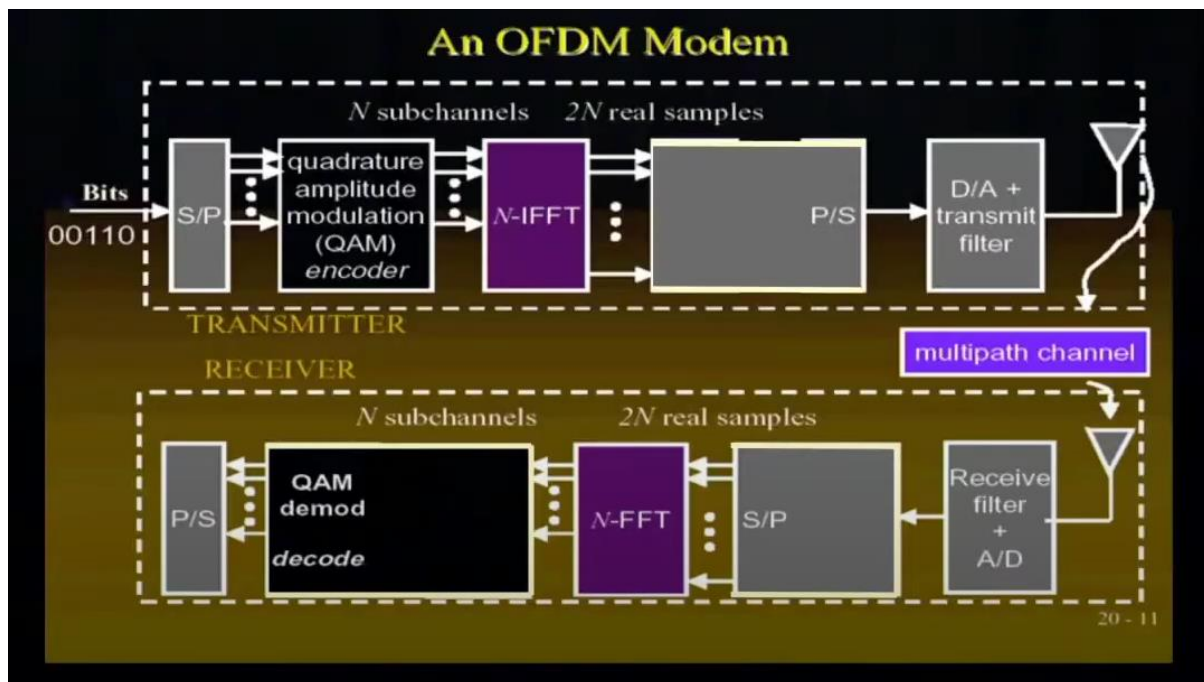 An OFDM Modem
N subchannels 2N real samples
Bits
00110
S/P
quadrature
amplitude
modulation
(QAM)
encoder
N-IFFT
P/S
D/A +
transmit
filter
TRANSMITTER
multipath channel
RECEIVER
N subchannels 2N real samples
P/S
QAM
demod
decode
N-FFT
S/P
Receive
filter
+
A/D
20 - 11